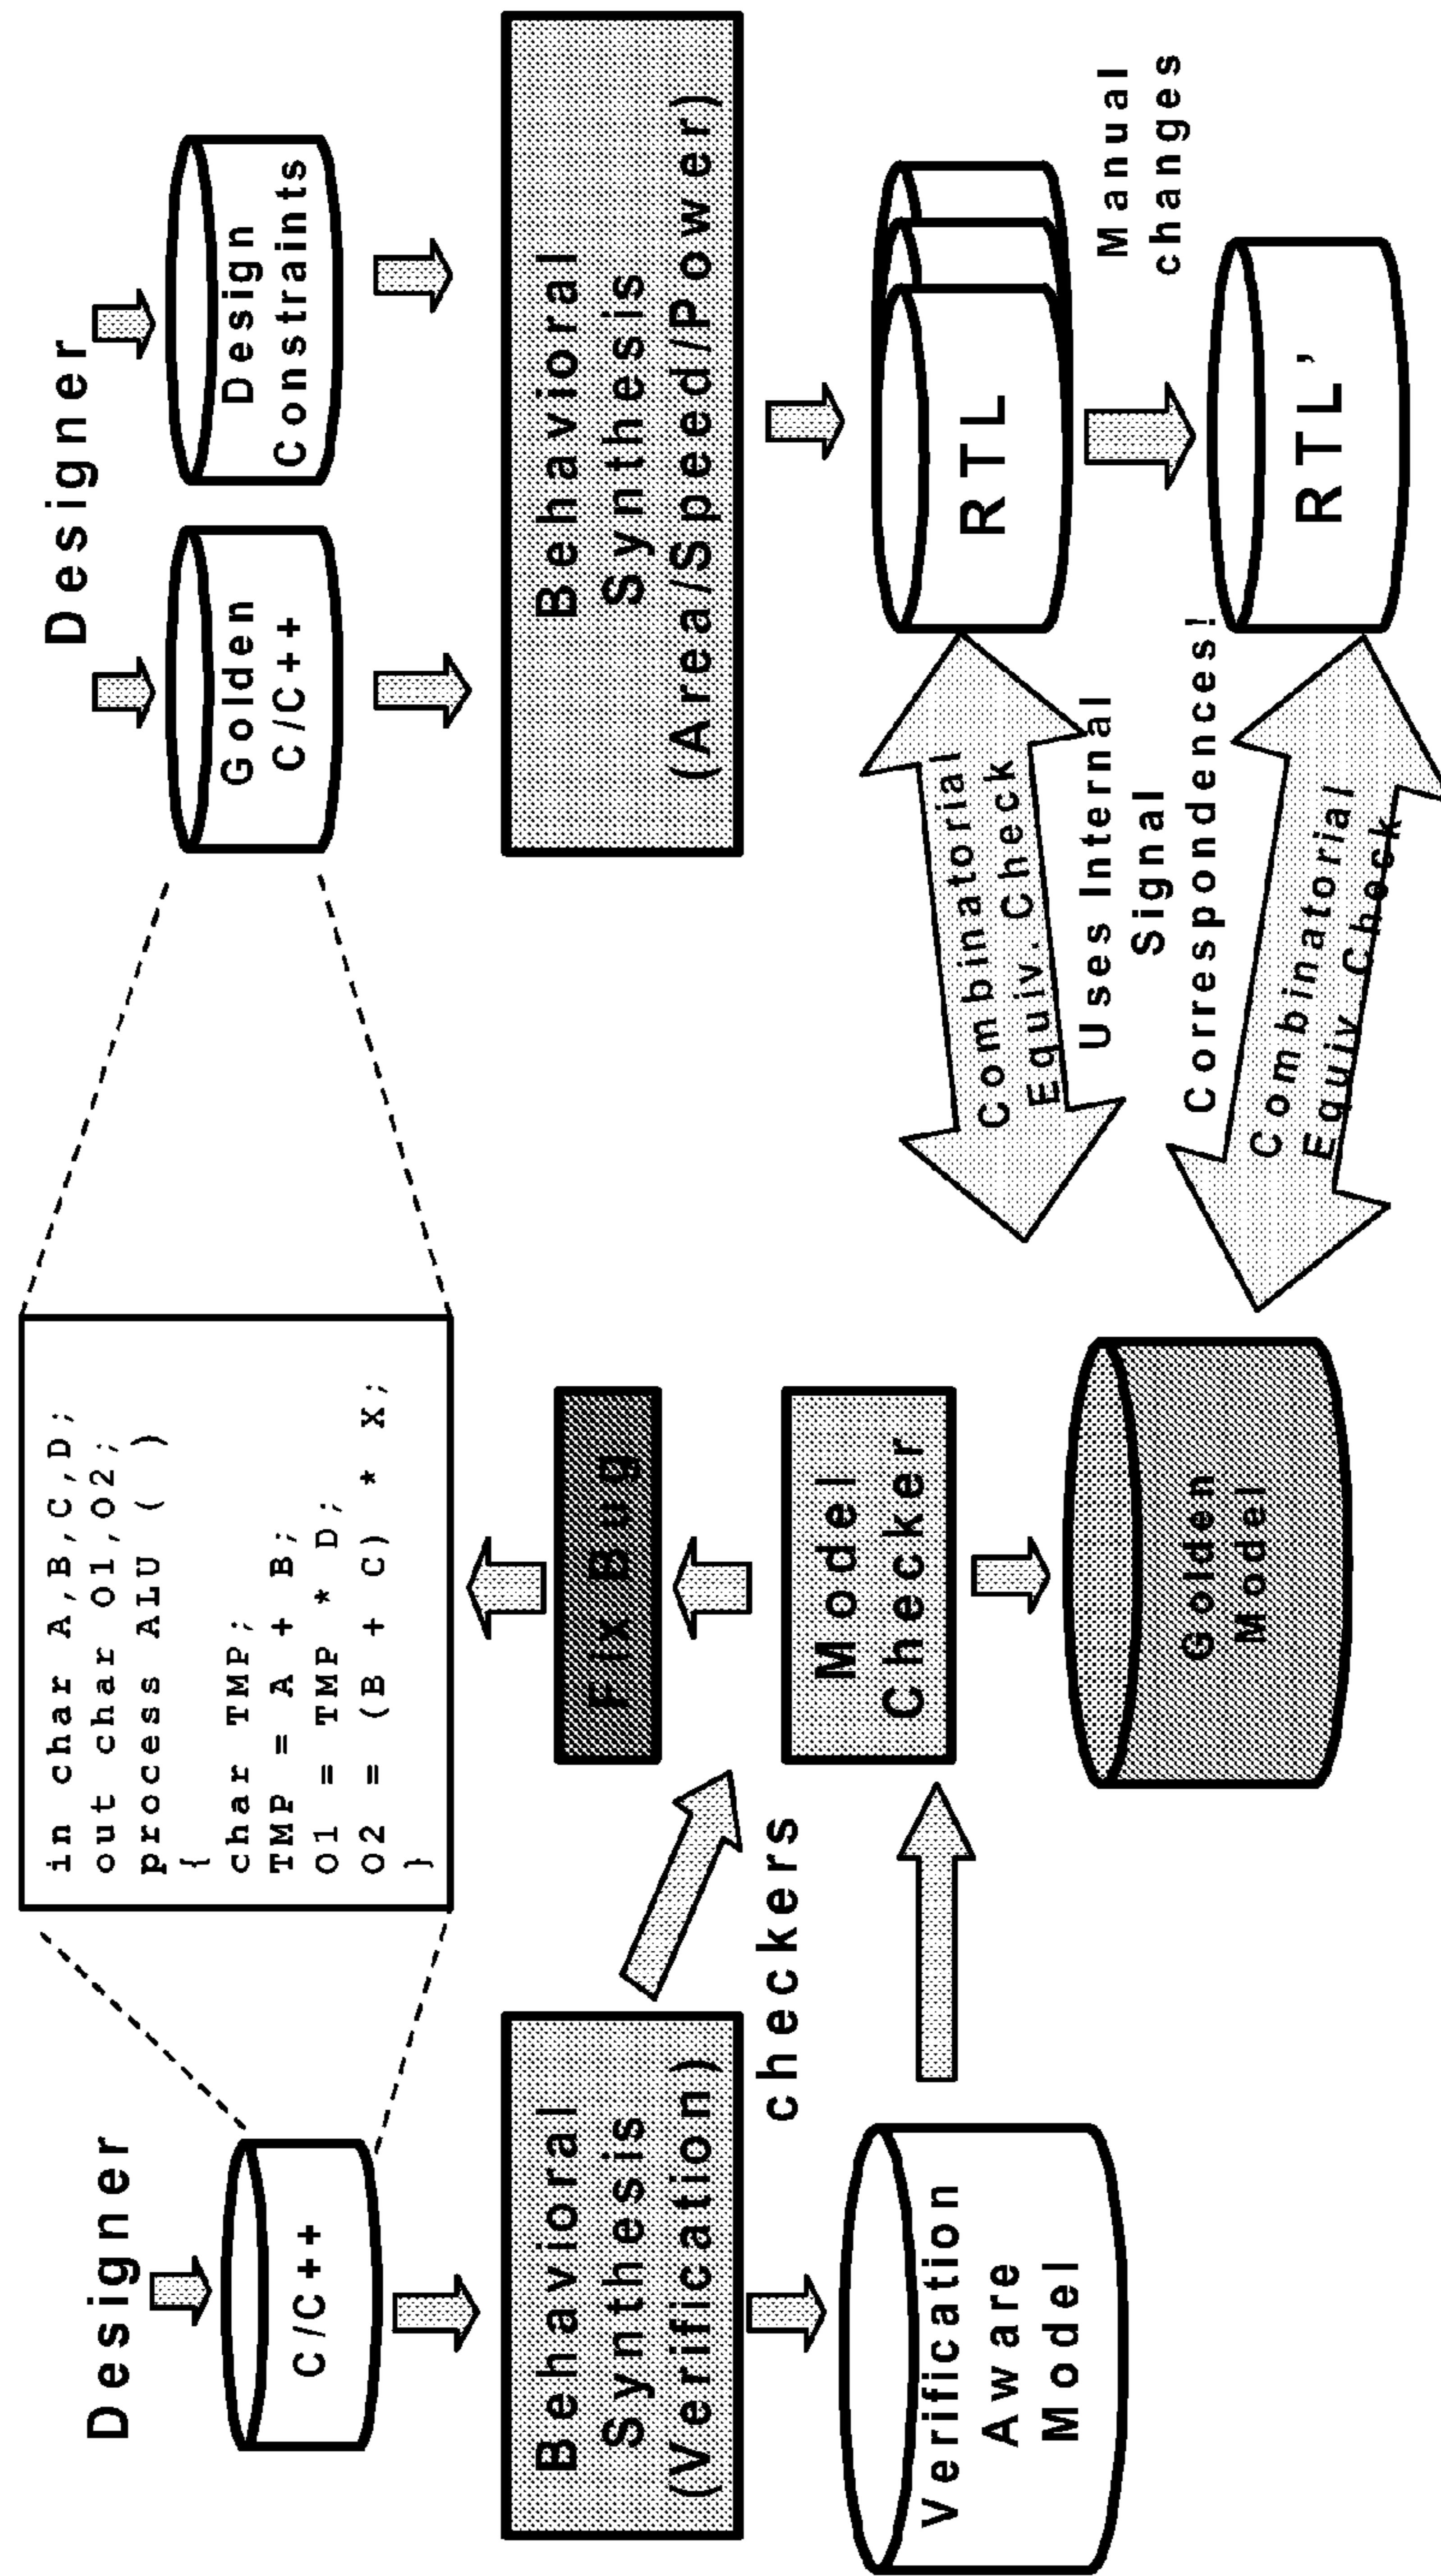 Designer
C/C++
Behavioral
Synthesis
(Verification)
Verification
Aware
Model
checkers
in char A,B,C,D;
out char O1,O2;
process ALU ( )
{
char TMP;
TMP = A + B;
O1 = TMP * D;
O2 = (B + C) * X;
}
Fix Bug
Model
Checker
Golden
Model
Designer
Golden
C/C++
Design
Constraints
Behavioral
Synthesis
(Area/Speed/Power)
RTL
Manual
changes
RTL'
Combinatorial
Equiv. Check
Uses Internal
Signal
Correspondences!
Combinatorial
Equiv. Check